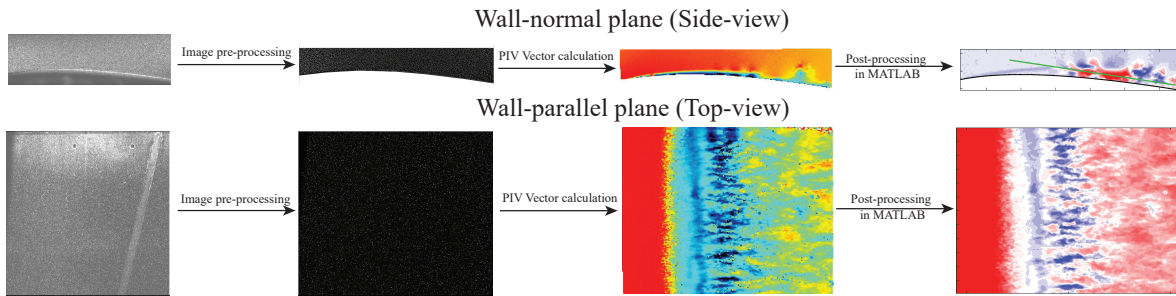 Wall-normal plane (Side-view)
Image pre-processing
PIV Vector calculation
Post-processing
in MATLAB
Wall-parallel plane (Top-view)
Image pre-processing
PIV Vector calculation
Post-processing
in MATLAB